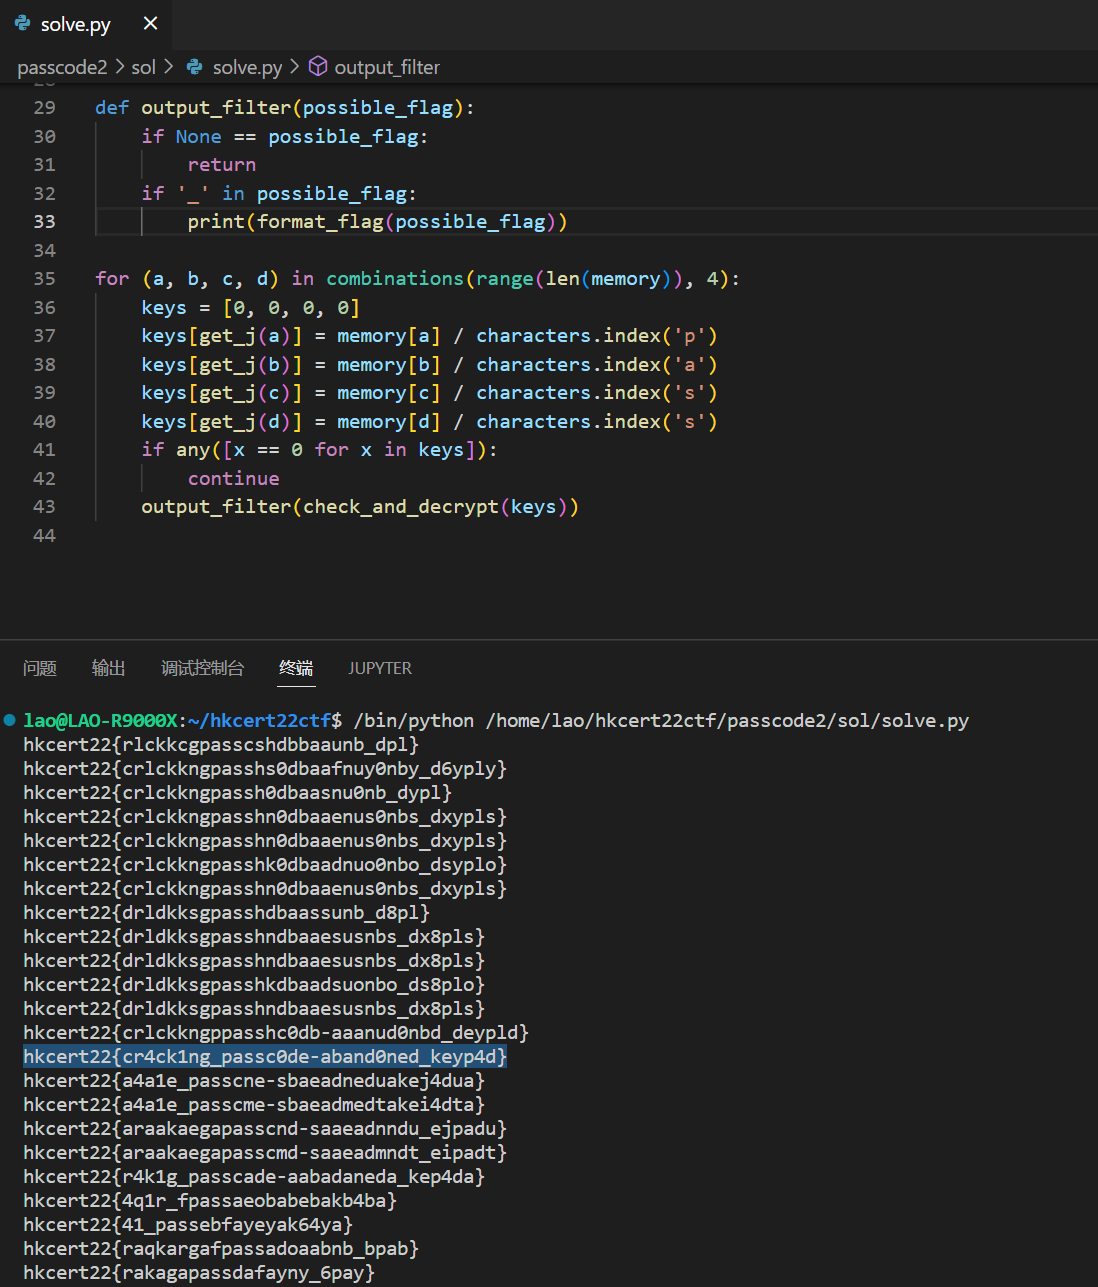 solve.py ×
passcode2 > sol > solve.py > output_filter
28
29 def output_filter(possible_flag):
30 if None == possible_flag:
31 return
32 if '_' in possible_flag:
33 print(format_flag(possible_flag))
34
35 for (a, b, c, d) in combinations(range(len(memory)), 4):
36 keys = [0, 0, 0, 0]
37 keys[get_j(a)] = memory[a] / characters.index('p')
38 keys[get_j(b)] = memory[b] / characters.index('a')
39 keys[get_j(c)] = memory[c] / characters.index('s')
40 keys[get_j(d)] = memory[d] / characters.index('s')
41 if any([x == 0 for x in keys]):
42 continue
43 output_filter(check_and_decrypt(keys))
44
问题 输出 调试控制台 终端 JUPYTER
lao@LAO-R9000X:~/hkcert22ctf$ /bin/python /home/lao/hkcert22ctf/passcode2/sol/solve.py
hkcert22{rlckkcgpasscshdbbaaunb_dpl}
hkcert22{crlckkngpasshs0dbaafnuy0nby_d6yply}
hkcert22{crlckkngpassh0dbaasnu0nb_dypl}
hkcert22{crlckkngpasshn0dbaaenus0nbs_dxypls}
hkcert22{crlckkngpasshn0dbaaenus0nbs_dxypls}
hkcert22{crlckkngpasshk0dbaadnuo0nbo_dsyplo}
hkcert22{crlckkngpasshn0dbaaenus0nbs_dxypls}
hkcert22{drldkksgpasshdbaassunb_d8pl}
hkcert22{drldkksgpasshndbaaesusnbs_dx8pls}
hkcert22{drldkksgpasshndbaaesusnbs_dx8pls}
hkcert22{drldkksgpasshkdbaadsuonbo_ds8plo}
hkcert22{drldkksgpasshndbaaesusnbs_dx8pls}
hkcert22{crlckkngppasshc0db-aaanud0nbd_deypld}
hkcert22{cr4ck1ng_passc0de-aband0ned_keyp4d}
hkcert22{a4a1e_passcne-sbaeadneduakej4dua}
hkcert22{a4a1e_passcme-sbaeadmedtakei4dta}
hkcert22{araakaegapasscnd-saaeadnndu_ejpadu}
hkcert22{araakaegapasscmd-saaeadmndt_eipadt}
hkcert22{r4k1g_passcade-aabadaneda_kep4da}
hkcert22{4q1r_fpassaeobabebakb4ba}
hkcert22{41_passebfayeyak64ya}
hkcert22{raqkargafpassadoaabnb_bpab}
hkcert22{rakagapassdafayny_6pay}